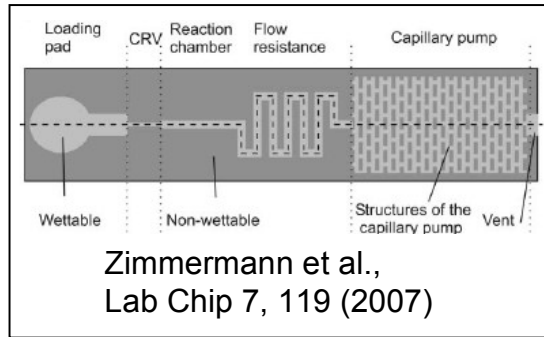 Loading pad
CRV
Reaction chamber
Flow resistance
Capillary pump
Wettable
Non-wettable
Structures of the capillary pump
Vent
Zimmermann et al.,
Lab Chip 7, 119 (2007)